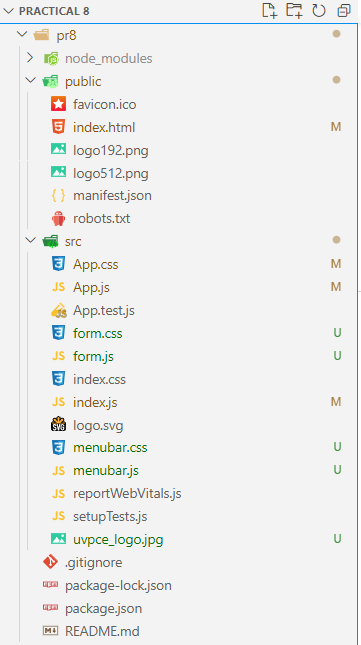 PRACTICAL 8
pr8
node_modules
public
favicon.ico
index.html M
logo192.png
logo512.png
manifest.json
robots.txt
src
App.css M
App.js M
App.test.js
form.css U
form.js U
index.css
index.js M
logo.svg
menubar.css U
menubar.js U
reportWebVitals.js
setupTests.js
uvpce_logo.jpg U
.gitignore
package-lock.json
package.json
README.md